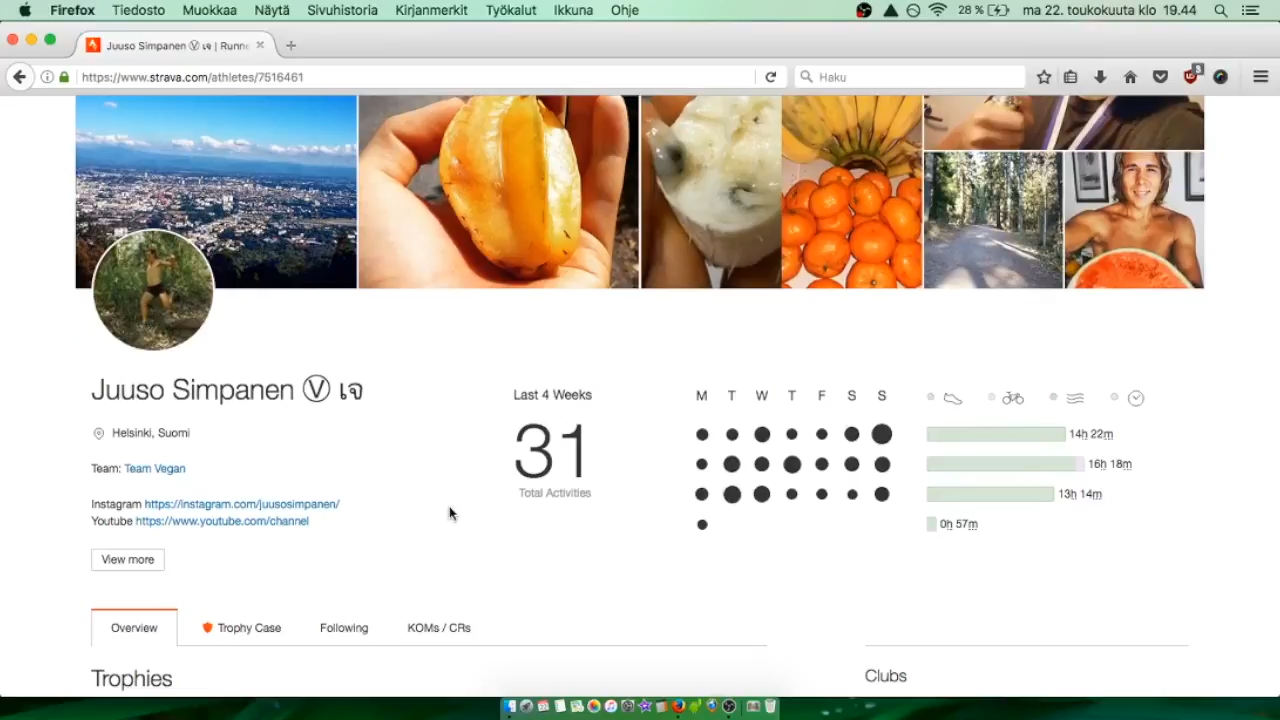 Firefox Tiedosto Muokkaa Näytä Sivuhistoria Kirjanmerkit Työkalut Ikkuna Ohje 28 % ma 22. toukokuuta klo 19.44
Juuso Simpanen Ⓥ เจ | Runne
https://www.strava.com/athletes/7516461
Haku
Juuso Simpanen Ⓥ เจ
Helsinki, Suomi
Team: Team Vegan
Instagram https://instagram.com/juusosimpanen/
Youtube https://www.youtube.com/channel
View more
Last 4 Weeks
31
Total Activities
M T W T F S S
14h 22m
16h 18m
13h 14m
0h 57m
Overview Trophy Case Following KOMs / CRs
Trophies
Clubs